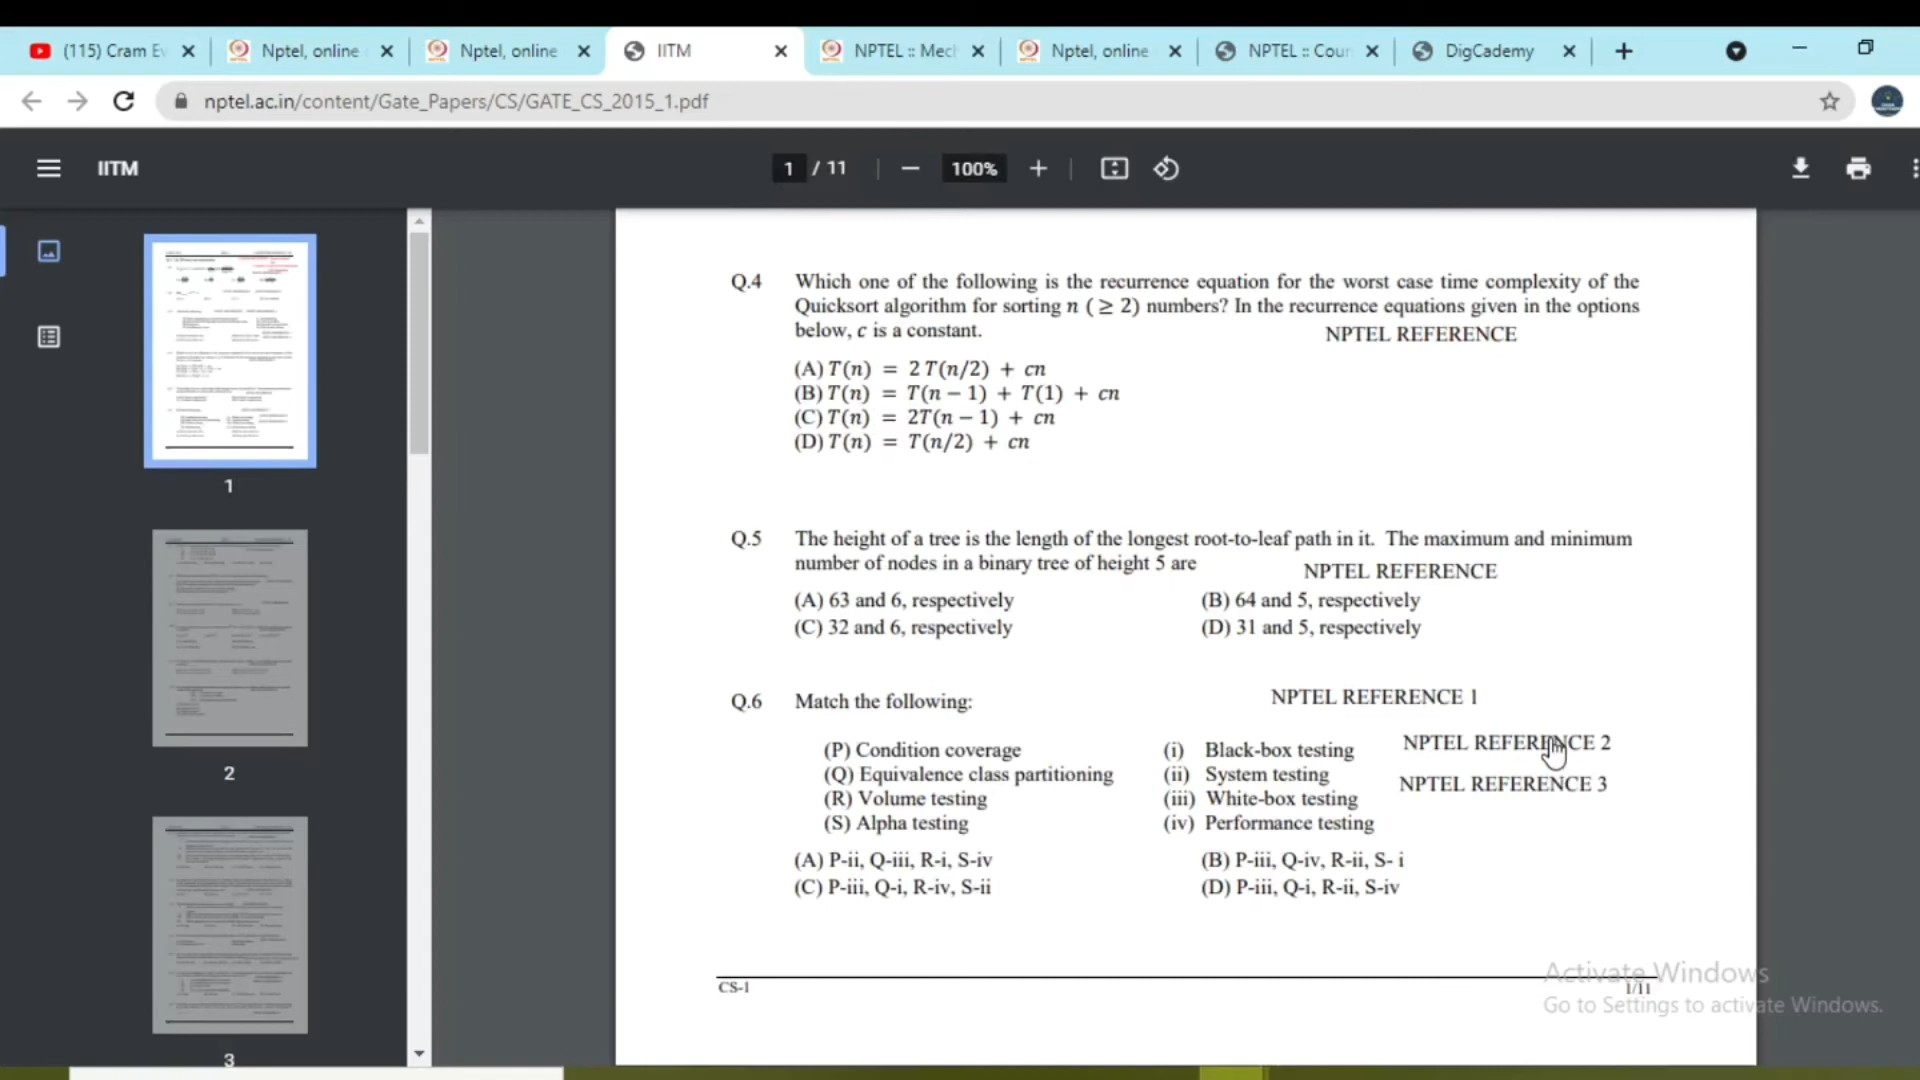 (115) Cram Ev
Nptel, online
Nptel, online
IITM
NPTEL :: Mech
Nptel, online
NPTEL :: Cour
DigCademy
nptel.ac.in/content/Gate_Papers/CS/GATE_CS_2015_1.pdf
IITM
1 / 11
100%
1
2
3
Q.4 Which one of the following is the recurrence equation for the worst case time complexity of the
Quicksort algorithm for sorting n ( ≥ 2) numbers? In the recurrence equations given in the options
below, c is a constant.
NPTEL REFERENCE
(A) T(n) = 2 T(n/2) + cn
(B) T(n) = T(n − 1) + T(1) + cn
(C) T(n) = 2T(n − 1) + cn
(D) T(n) = T(n/2) + cn
Q.5 The height of a tree is the length of the longest root-to-leaf path in it. The maximum and minimum
number of nodes in a binary tree of height 5 are
NPTEL REFERENCE
(A) 63 and 6, respectively (B) 64 and 5, respectively
(C) 32 and 6, respectively (D) 31 and 5, respectively
Q.6 Match the following:
NPTEL REFERENCE 1
(P) Condition coverage (i) Black-box testing
NPTEL REFERENCE 2
(Q) Equivalence class partitioning (ii) System testing
NPTEL REFERENCE 3
(R) Volume testing (iii) White-box testing
(S) Alpha testing (iv) Performance testing
(A) P-ii, Q-iii, R-i, S-iv (B) P-iii, Q-iv, R-ii, S- i
(C) P-iii, Q-i, R-iv, S-ii (D) P-iii, Q-i, R-ii, S-iv
CS-1 1/11
Activate Windows
Go to Settings to activate Windows.